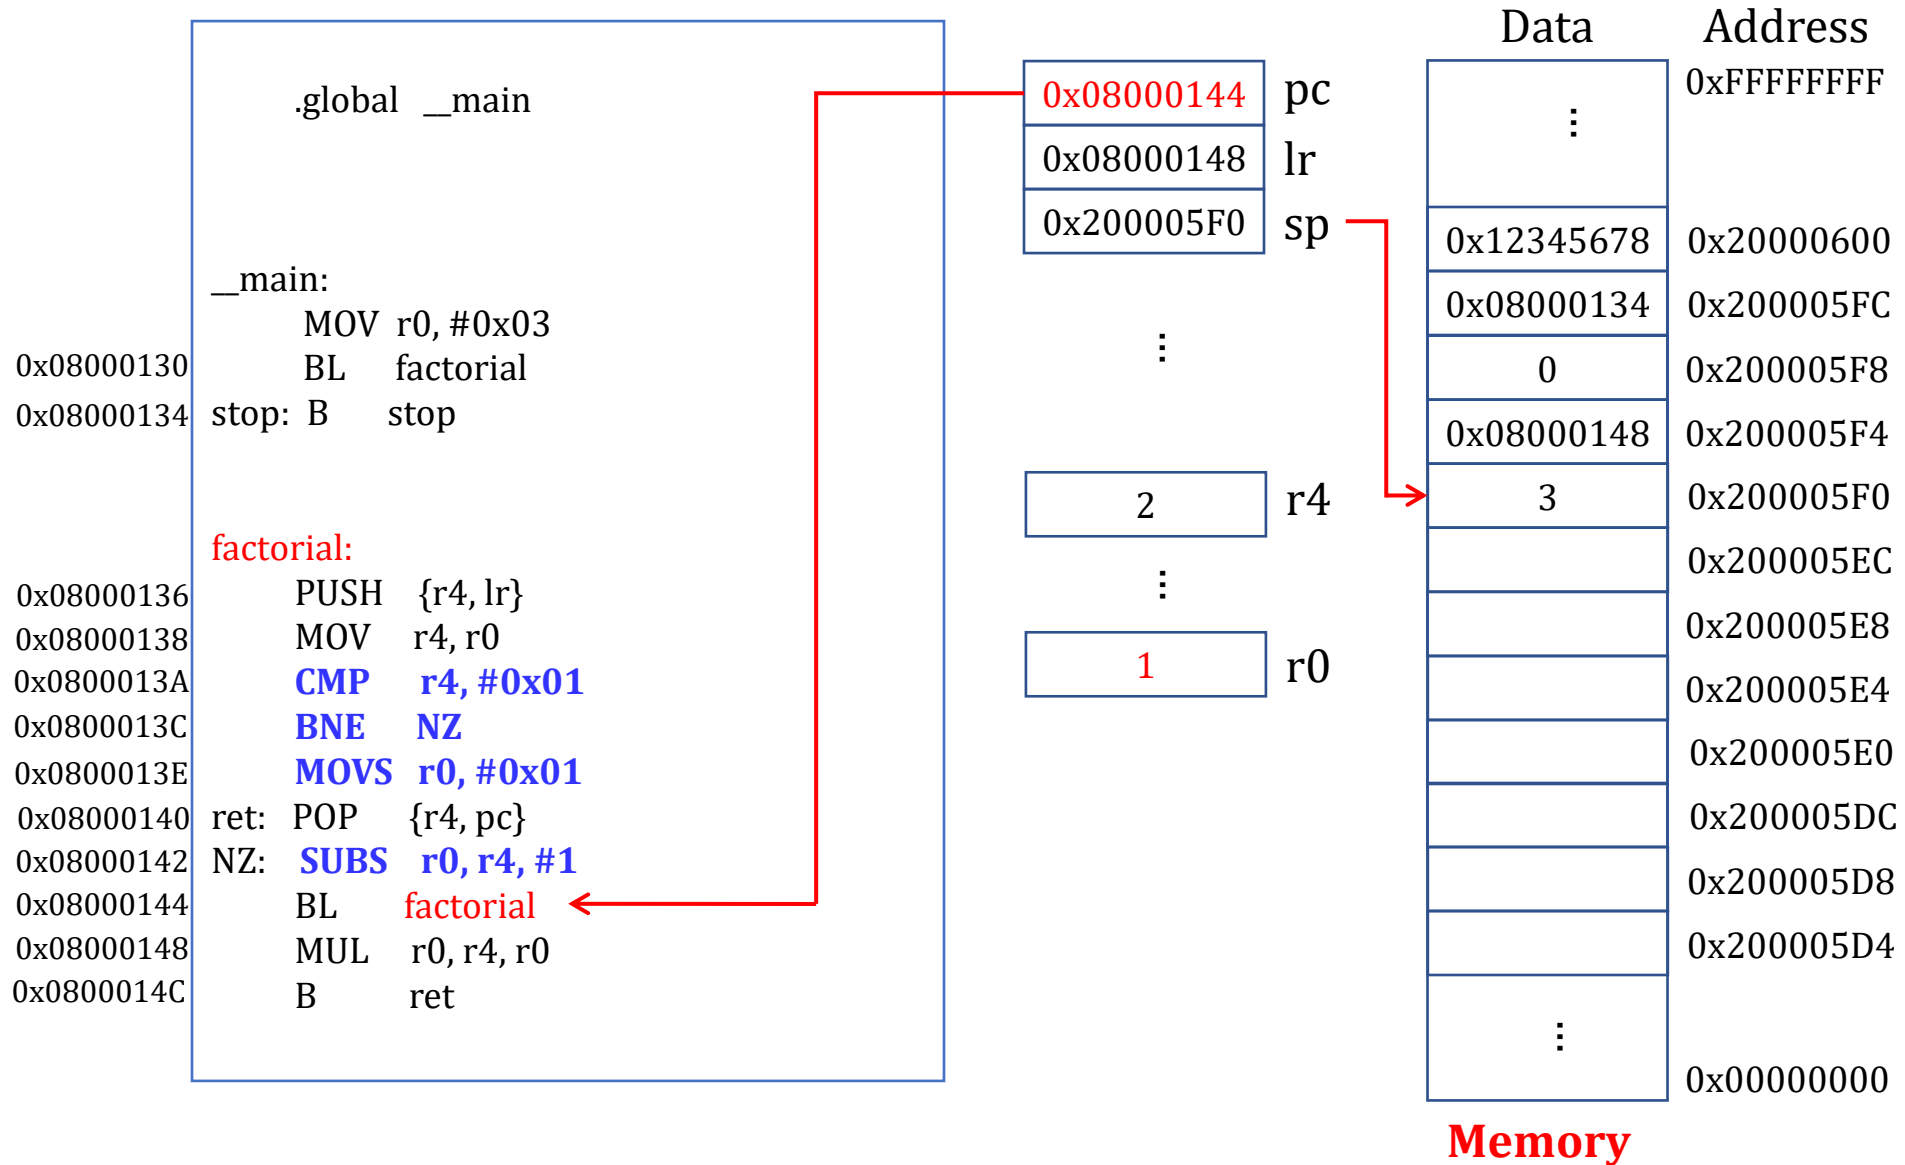 .global __main
__main:
MOV r0, #0x03
0x08000130 BL factorial
0x08000134 stop: B stop
factorial:
0x08000136 PUSH {r4, lr}
0x08000138 MOV r4, r0
0x0800013A CMP r4, #0x01
0x0800013C BNE NZ
0x0800013E MOVS r0, #0x01
0x08000140 ret: POP {r4, pc}
0x08000142 NZ: SUBS r0, r4, #1
0x08000144 BL factorial
0x08000148 MUL r0, r4, r0
0x0800014C B ret
0x08000144 pc
0x08000148 lr
0x200005F0 sp
⋮
2 r4
⋮
1 r0
Data Address
0xFFFFFFFF
⋮
0x12345678 0x20000600
0x08000134 0x200005FC
0 0x200005F8
0x08000148 0x200005F4
3 0x200005F0
0x200005EC
0x200005E8
0x200005E4
0x200005E0
0x200005DC
0x200005D8
0x200005D4
⋮
0x00000000
Memory